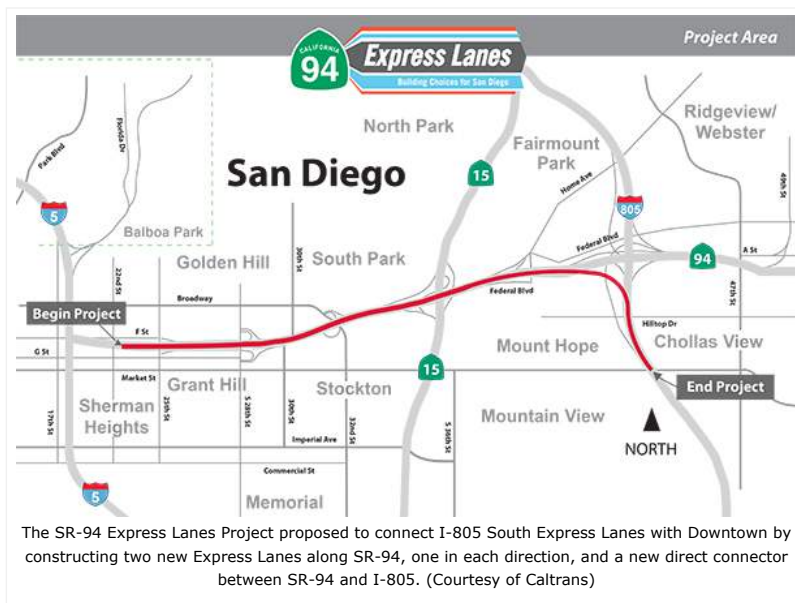 Project Area
CALIFORNIA
94
Express Lanes
Building Choices for San Diego
North Park
Ridgeview/
Webster
Fairmount
Park
Park Blvd
Florida Dr
San Diego
15
Home Ave
49th St
5
805
Balboa Park
Federal Blvd
A St
94
Golden Hill
30th St
South Park
22nd St
Federal Blvd
47th St
Broadway
Begin Project
F St
Hilltop Dr
G St
Mount Hope
Chollas View
15
Market St
Grant Hill
Stockton
End Project
Sherman
Heights
17th St
25th St
S 28th St
30th St
32nd St
S 36th St
Mountain View
NORTH
Imperial Ave
Commercial St
5
Memorial
The SR-94 Express Lanes Project proposed to connect I-805 South Express Lanes with Downtown by
constructing two new Express Lanes along SR-94, one in each direction, and a new direct connector
between SR-94 and I-805. (Courtesy of Caltrans)